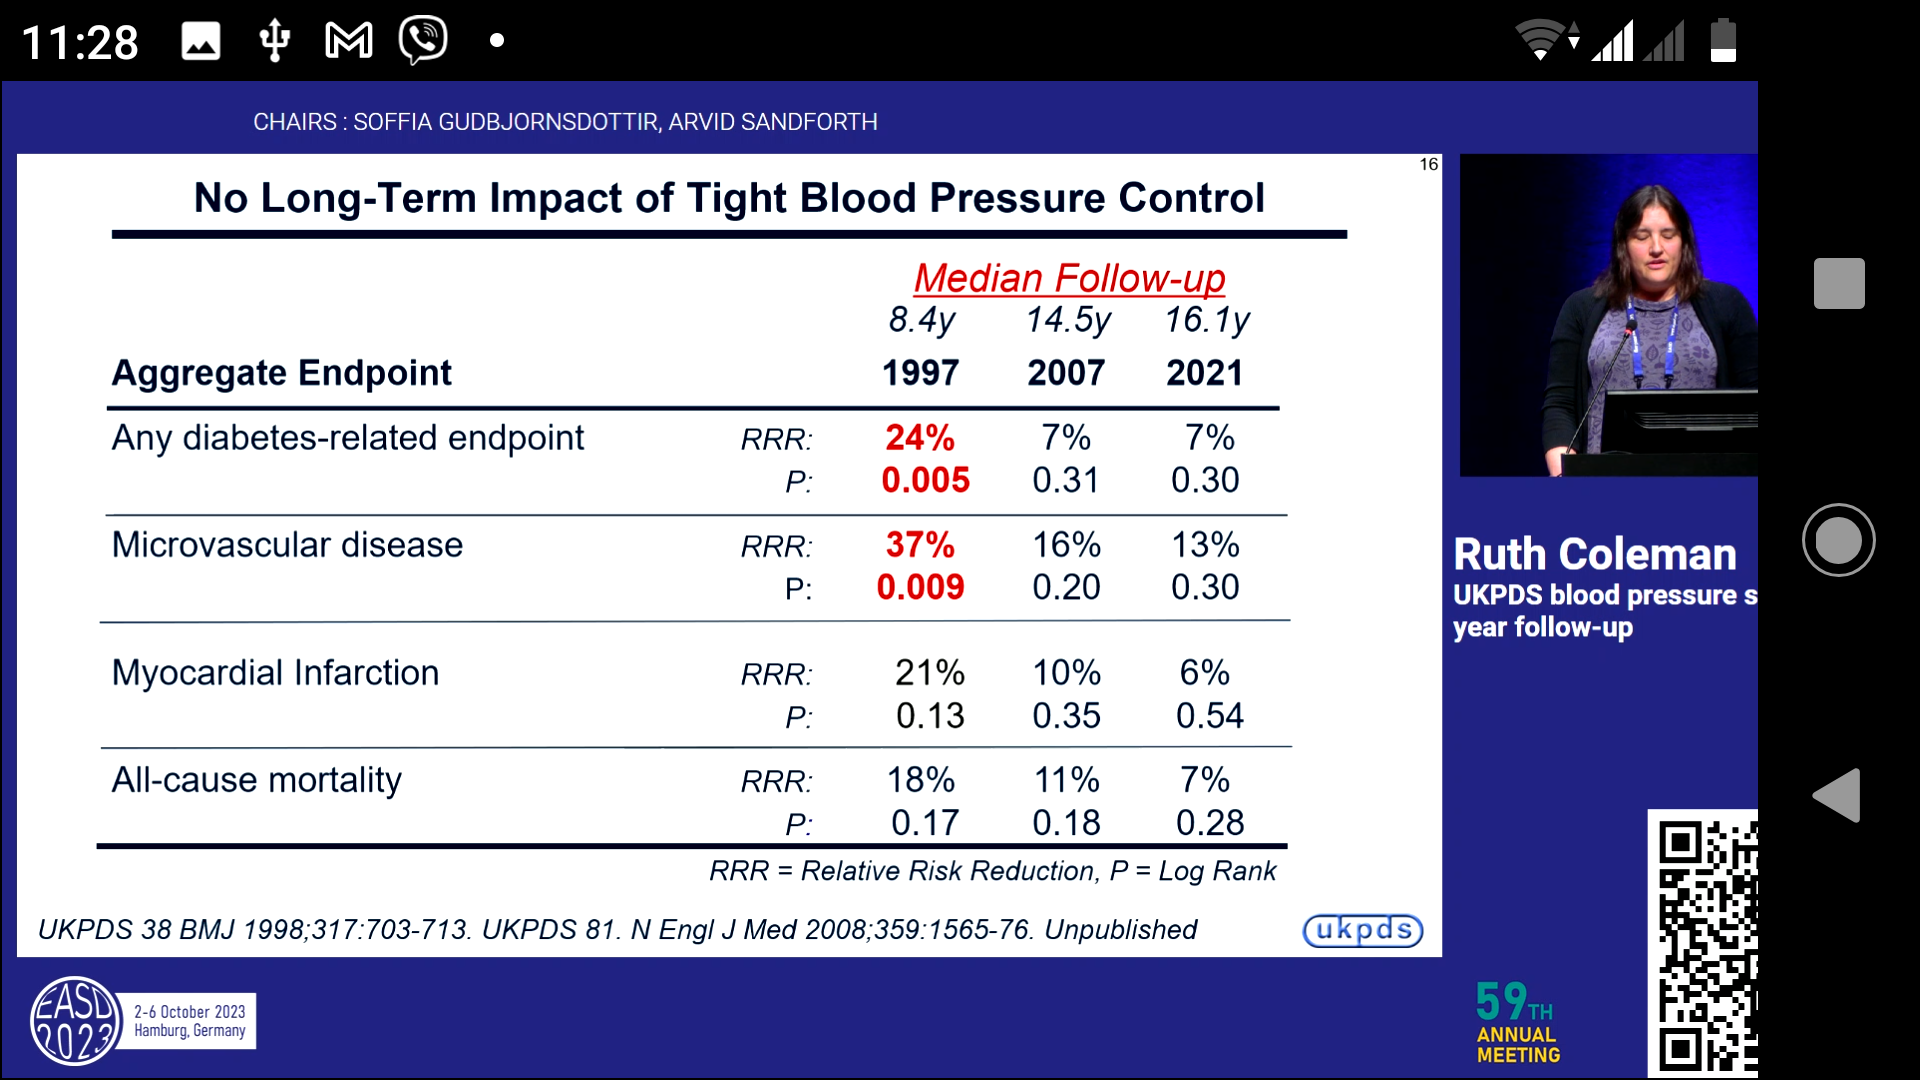 11:28
CHAIRS : SOFFIA GUDBJORNSDOTTIR, ARVID SANDFORTH
16
No Long-Term Impact of Tight Blood Pressure Control
Median Follow-up
8.4y 14.5y 16.1y
Aggregate Endpoint 1997 2007 2021
Any diabetes-related endpoint RRR: 24% 7% 7%
P: 0.005 0.31 0.30
Microvascular disease RRR: 37% 16% 13%
P: 0.009 0.20 0.30
Myocardial Infarction RRR: 21% 10% 6%
P: 0.13 0.35 0.54
All-cause mortality RRR: 18% 11% 7%
P: 0.17 0.18 0.28
RRR = Relative Risk Reduction, P = Log Rank
UKPDS 38 BMJ 1998;317:703-713. UKPDS 81. N Engl J Med 2008;359:1565-76. Unpublished
ukpds
Ruth Coleman
UKPDS blood pressure s
year follow-up
EASD
2023
2-6 October 2023
Hamburg, Germany
59TH
ANNUAL
MEETING